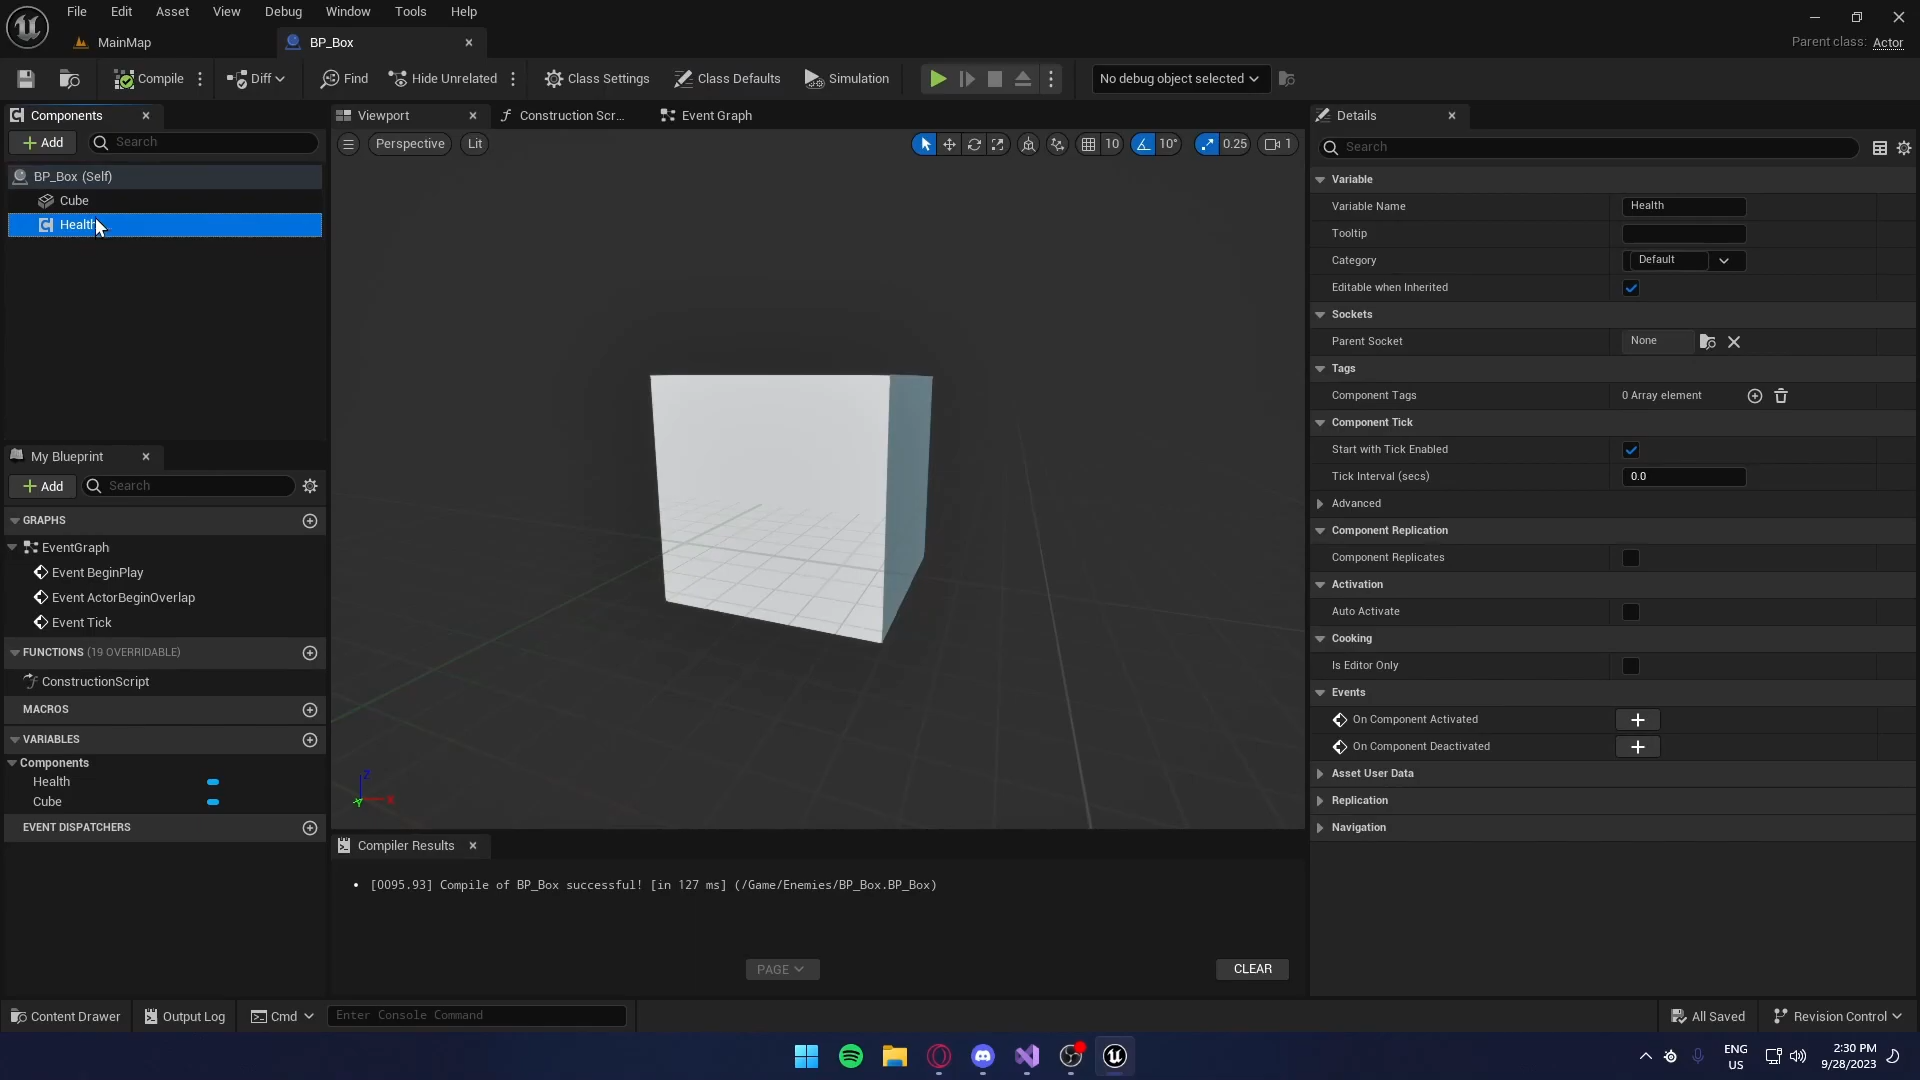 File Edit Asset View Debug Window Tools Help
MainMap
BP_Box
Parent class: Actor
Compile
Diff
Find
Hide Unrelated
Class Settings
Class Defaults
Simulation
No debug object selected
Components
Add
Search
BP_Box (Self)
Cube
Health
My Blueprint
Add
Search
GRAPHS
EventGraph
Event BeginPlay
Event ActorBeginOverlap
Event Tick
FUNCTIONS (19 OVERRIDABLE)
ConstructionScript
MACROS
VARIABLES
Components
Health
Cube
EVENT DISPATCHERS
Viewport
Construction Scr...
Event Graph
Perspective
Lit
10
10°
0.25
1
Z
X
Y
Compiler Results
[0095.93] Compile of BP_Box successful! [in 127 ms] (/Game/Enemies/BP_Box.BP_Box)
PAGE
CLEAR
Details
Search
Variable
Variable Name Health
Tooltip
Category Default
Editable when Inherited
Sockets
Parent Socket None
Tags
Component Tags 0 Array element
Component Tick
Start with Tick Enabled
Tick Interval (secs) 0.0
Advanced
Component Replication
Component Replicates
Activation
Auto Activate
Cooking
Is Editor Only
Events
On Component Activated
On Component Deactivated
Asset User Data
Replication
Navigation
Content Drawer
Output Log
Cmd
Enter Console Command
All Saved
Revision Control
ENG
US
2:30 PM
9/28/2023